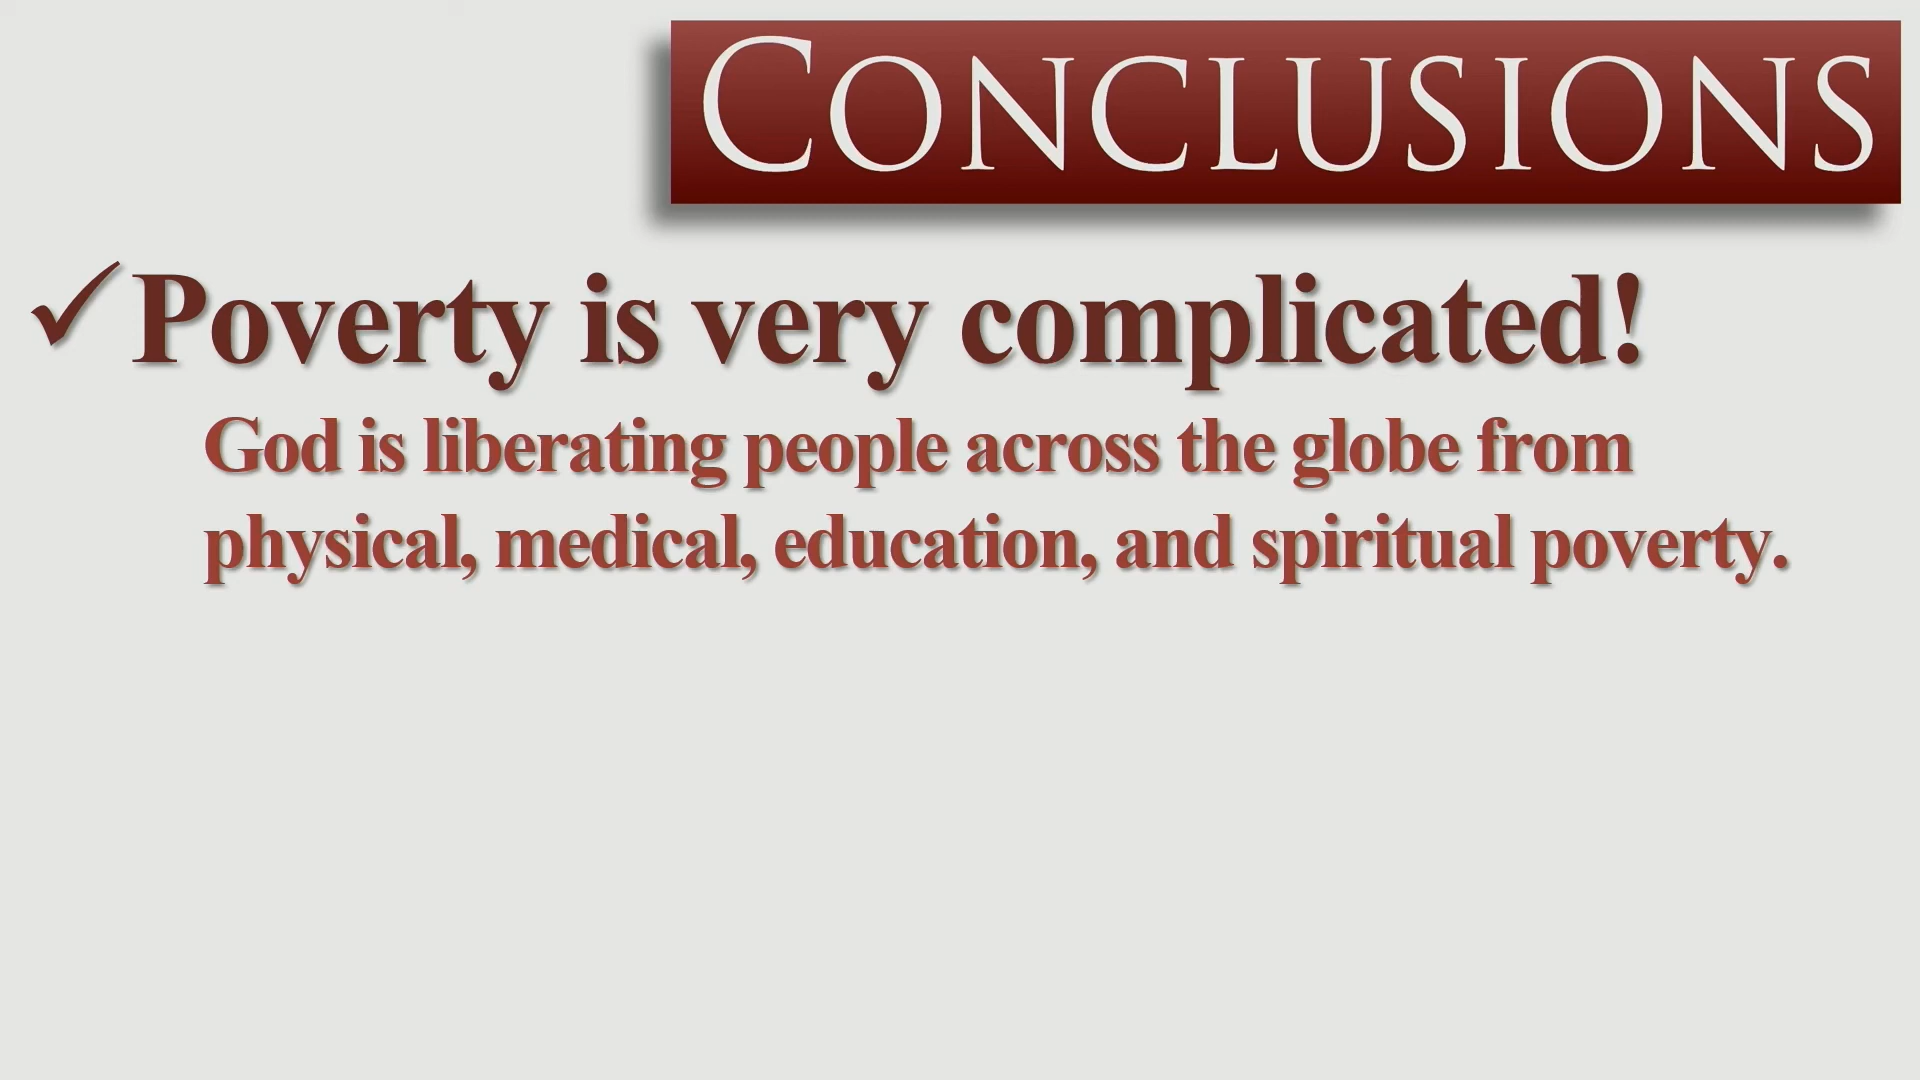 CONCLUSIONS
✓Poverty is very complicated!
God is liberating people across the globe from
physical, medical, education, and spiritual poverty.